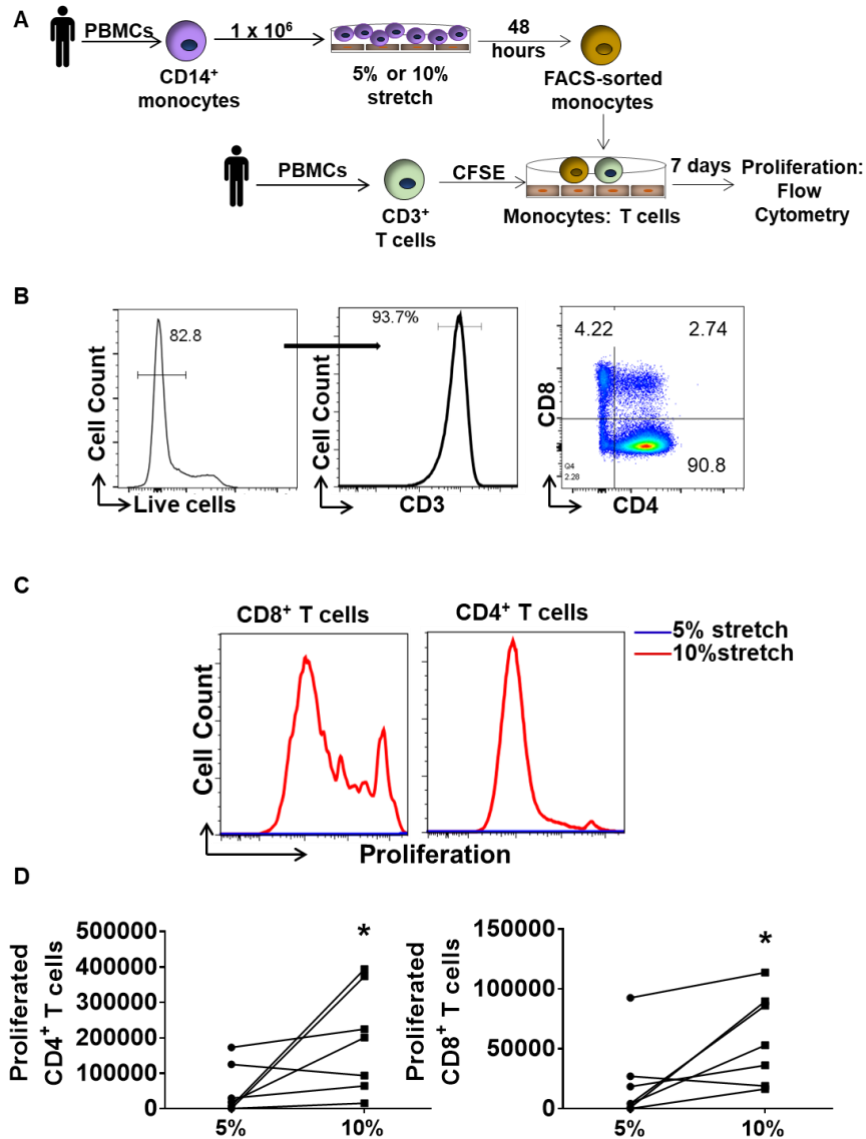 A
PBMCs
1 x 10⁶
48
hours
CD14⁺
monocytes
5% or 10%
stretch
FACS-sorted
monocytes
PBMCs
CFSE
7 days
Proliferation:
Flow
Cytometry
CD3⁺
T cells
Monocytes: T cells
B
82.8
Cell Count
Live cells
93.7%
Cell Count
CD3
4.22
2.74
CD8
Q4
2.28
90.8
CD4
C
CD8⁺ T cells
CD4⁺ T cells
5% stretch
10%stretch
Cell Count
Proliferation
D
Proliferated
CD4⁺ T cells
500000
400000
300000
200000
100000
0
*
5%
10%
Proliferated
CD8⁺ T cells
150000
100000
50000
0
*
5%
10%